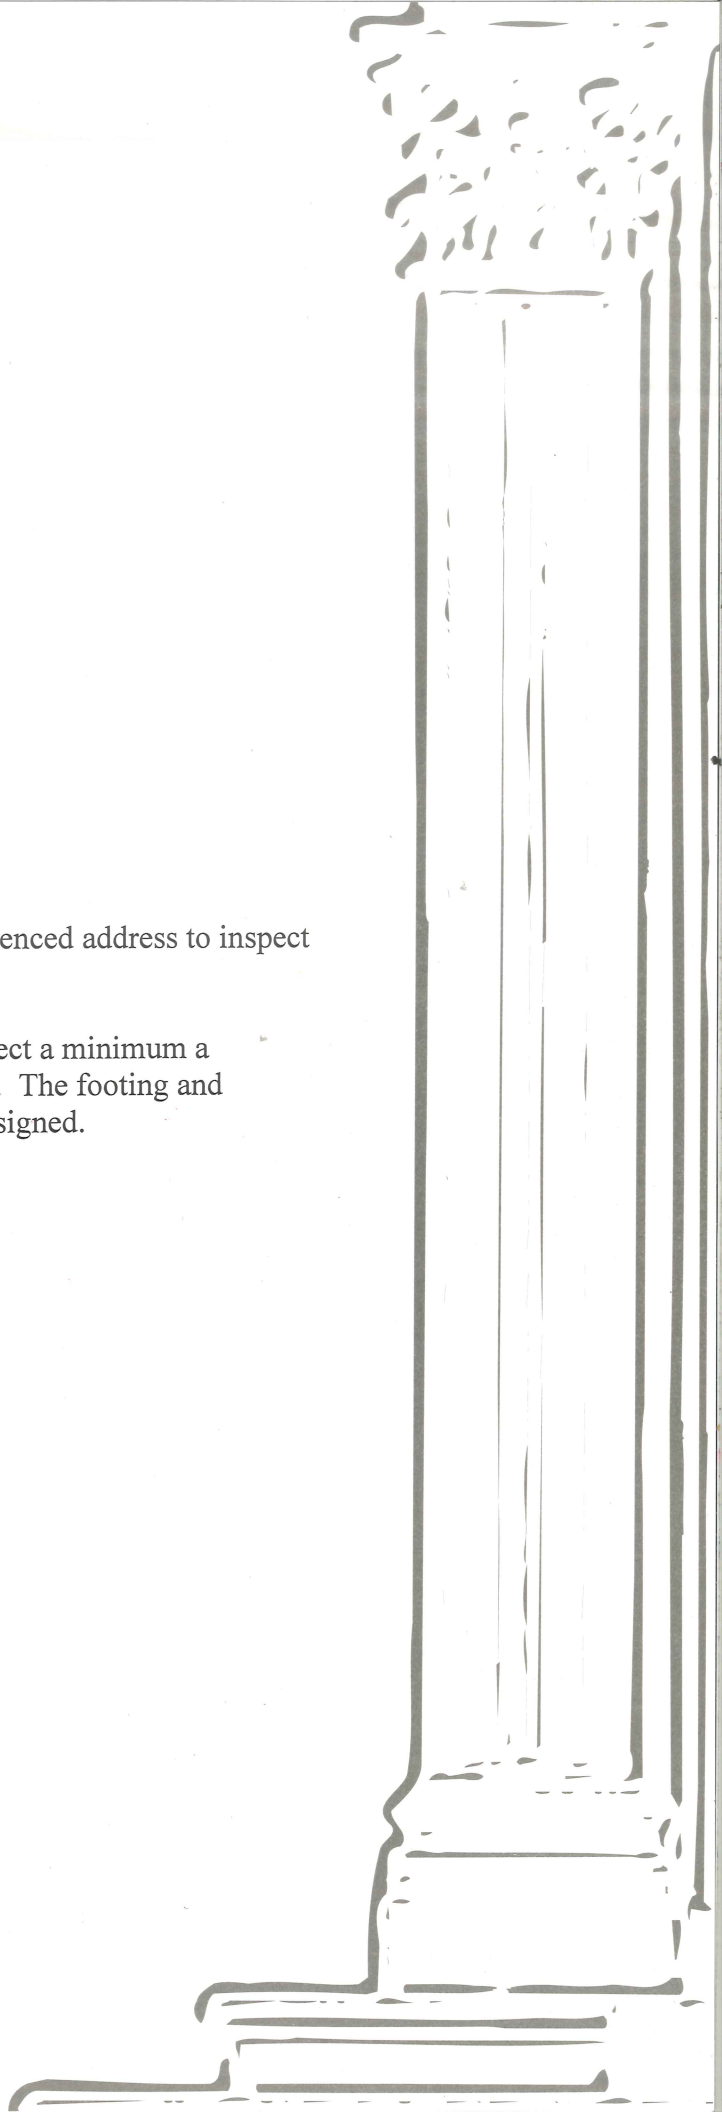 enced address to inspect
ect a minimum a
. The footing and
signed.